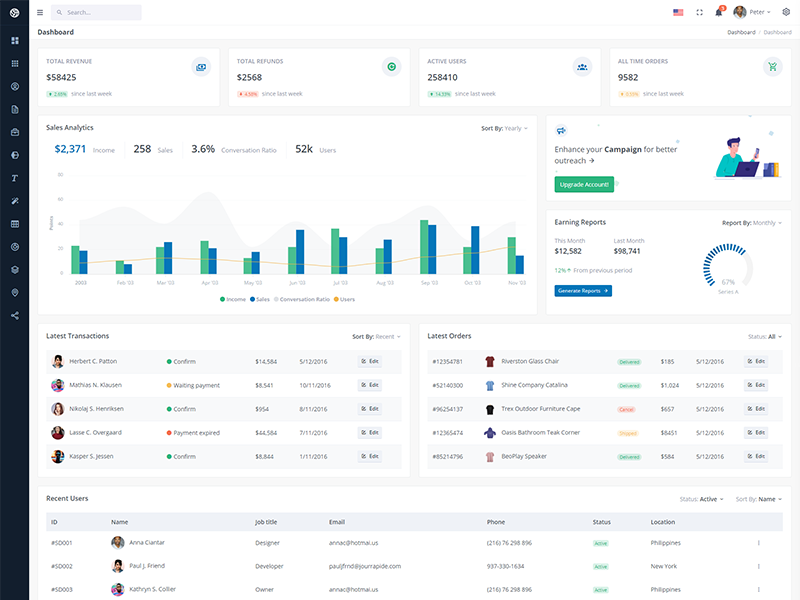 Search...
Peter
Dashboard
Dashboard / Dashboard
TOTAL REVENUE
$58425
2.65% since last week
TOTAL REFUNDS
$2568
since last week
ACTIVE USERS
258410
since last week
ALL TIME ORDERS
9582
since last week
Sales Analytics
Sort By: Yearly
$2,371 Income
258 Sales
3.6% Conversation Ratio
52k Users
Points
80
60
40
20
0
2003 Feb '03 Mar '03 Apr '03 May '03 Jun '03 Jul '03 Aug '03 Sep '03 Oct '03 Nov '03
Income Sales Conversation Ratio Users
Enhance your Campaign for better
outreach →
Upgrade Account!
Earning Reports
Report By: Monthly
This Month
$12,582
Last Month
$98,741
12% From previous period
Generate Reports →
67%
Series A
Latest Transactions
Sort By: Recent
Herbert C. Patton Confirm $14,584 5/12/2016 Edit
Mathias N. Klausen Waiting payment $8,541 10/11/2016 Edit
Nikolaj S. Henriksen Confirm $954 8/11/2016 Edit
Lasse C. Overgaard Payment expired $44,584 7/11/2016 Edit
Kasper S. Jessen Confirm $8,844 1/11/2016 Edit
Latest Orders
Status: All
#12354781 Riverston Glass Chair Delivered $185 5/12/2016 Edit
#52140300 Shine Company Catalina Delivered $1,024 5/12/2016 Edit
#96254137 Trex Outdoor Furniture Cape Cancel $657 5/12/2016 Edit
#12365474 Oasis Bathroom Teak Corner Shipped $8451 5/12/2016 Edit
#85214796 BeoPlay Speaker Delivered $584 5/12/2016 Edit
Recent Users
Status: Active
Sort By: Name
ID Name Job title Email Phone Status Location
#SD001 Anna Ciantar Designer annac@hotmai.us (216) 76 298 896 Active Philippines
#SD002 Paul J. Friend Developer pauljfrnd@jourrapide.com 937-330-1634 Active New York
#SD003 Kathryn S. Collier Owner annac@hotmai.us (216) 76 298 896 Active Philippines